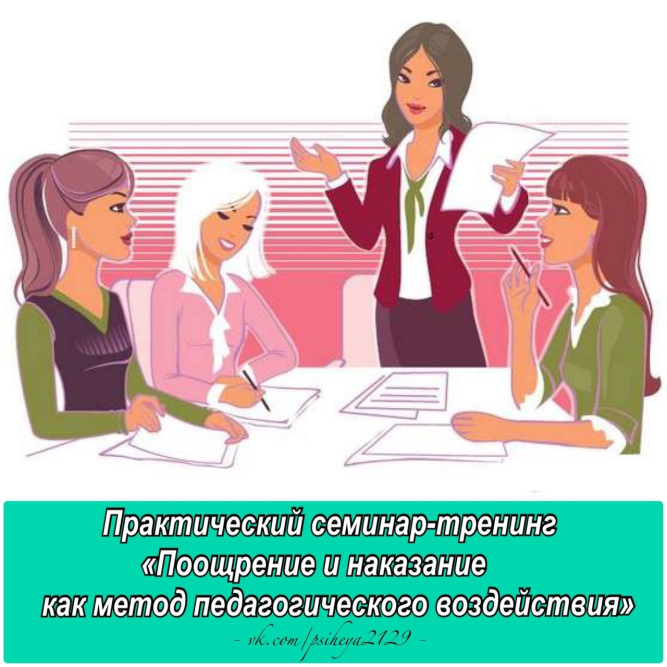 Практический семинар-тренинг
«Поощрение и наказание
как метод педагогического воздействия»
- vk.com/psiheya2129 -